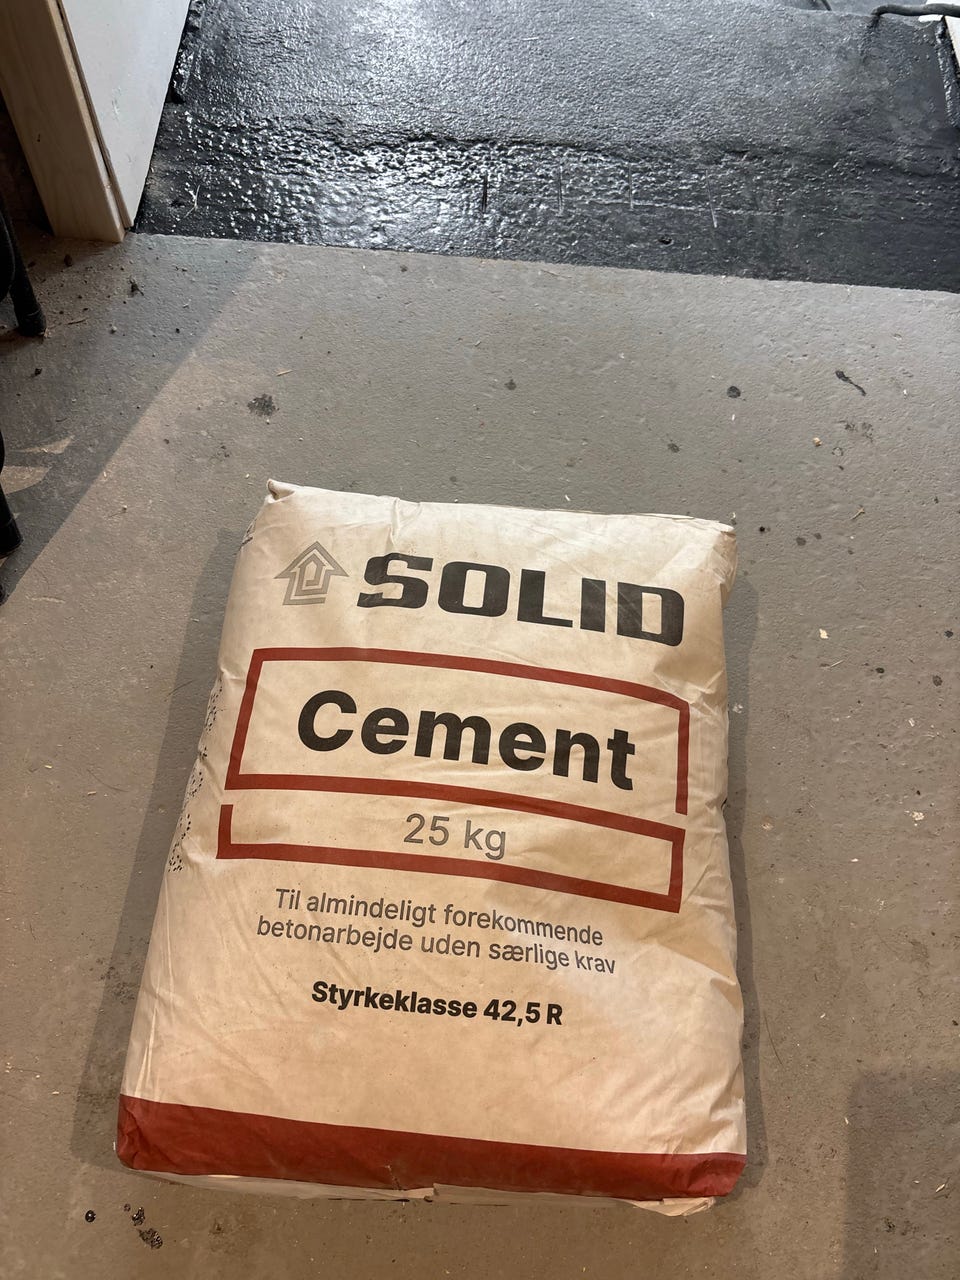 SOLID
Cement
25 kg
Til almindeligt forekommende
betonarbejde uden særlige krav
Styrkeklasse 42,5 R